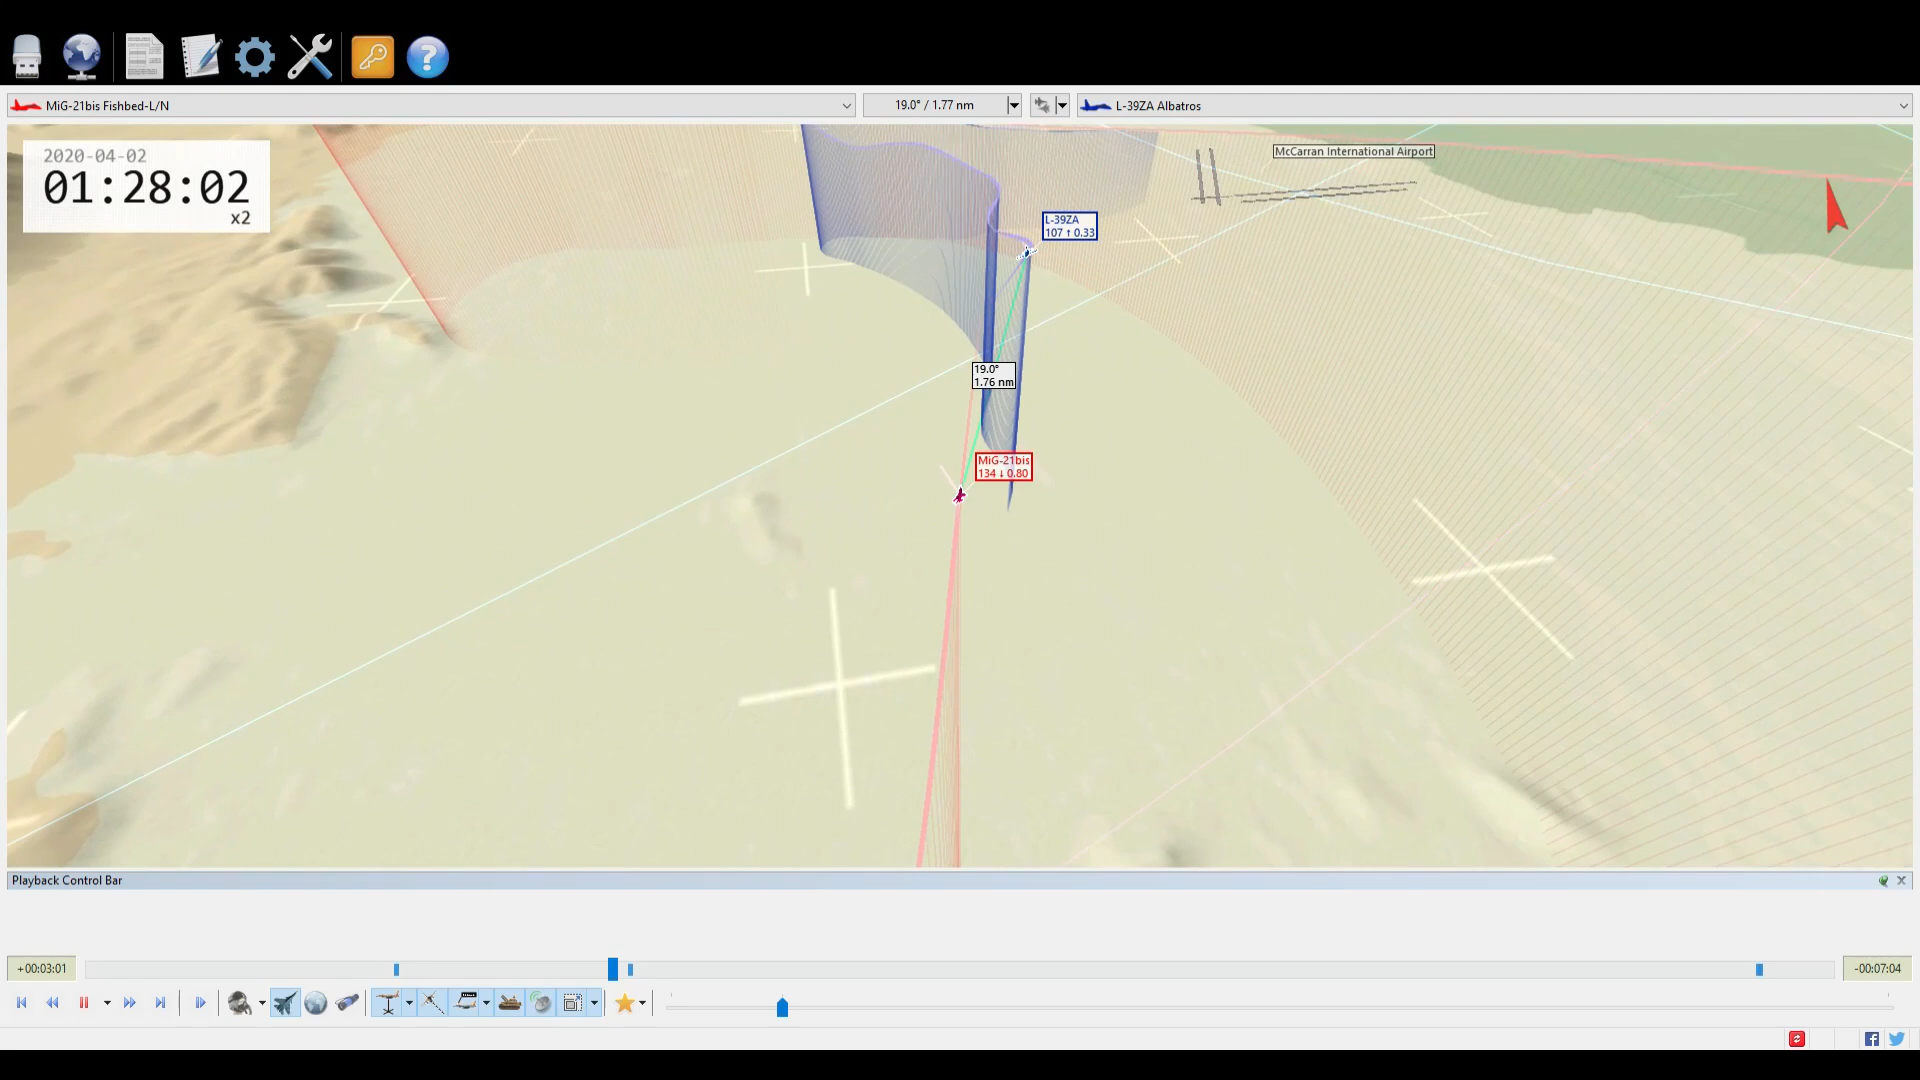 MiG-21bis Fishbed-L/N
19.0° / 1.77 nm
L-39ZA Albatros
2020-04-02
01:28:02
x2
McCarran International Airport
L-39ZA
107 ↑ 0.33
19.0°
1.76 nm
MiG-21bis
134 ↓ 0.80
Playback Control Bar
+00:03:01
-00:07:04